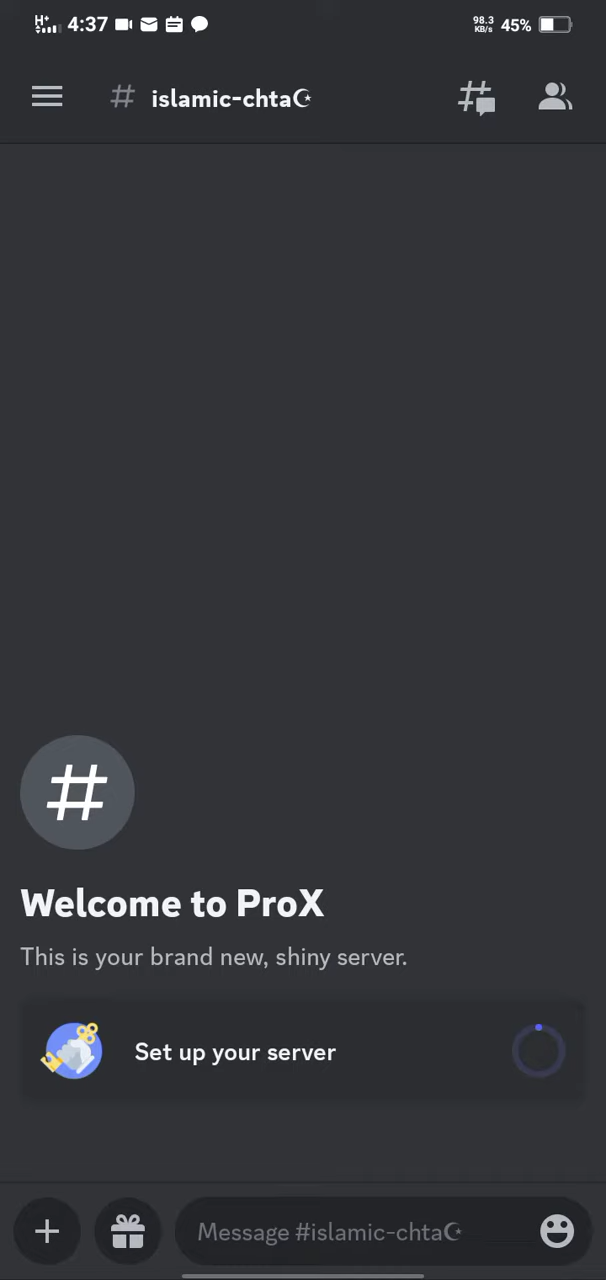 H+ 4:37 98.3 KB/s 45%
# islamic-chta☪
#
Welcome to ProX
This is your brand new, shiny server.
Set up your server
Message #islamic-chta☪